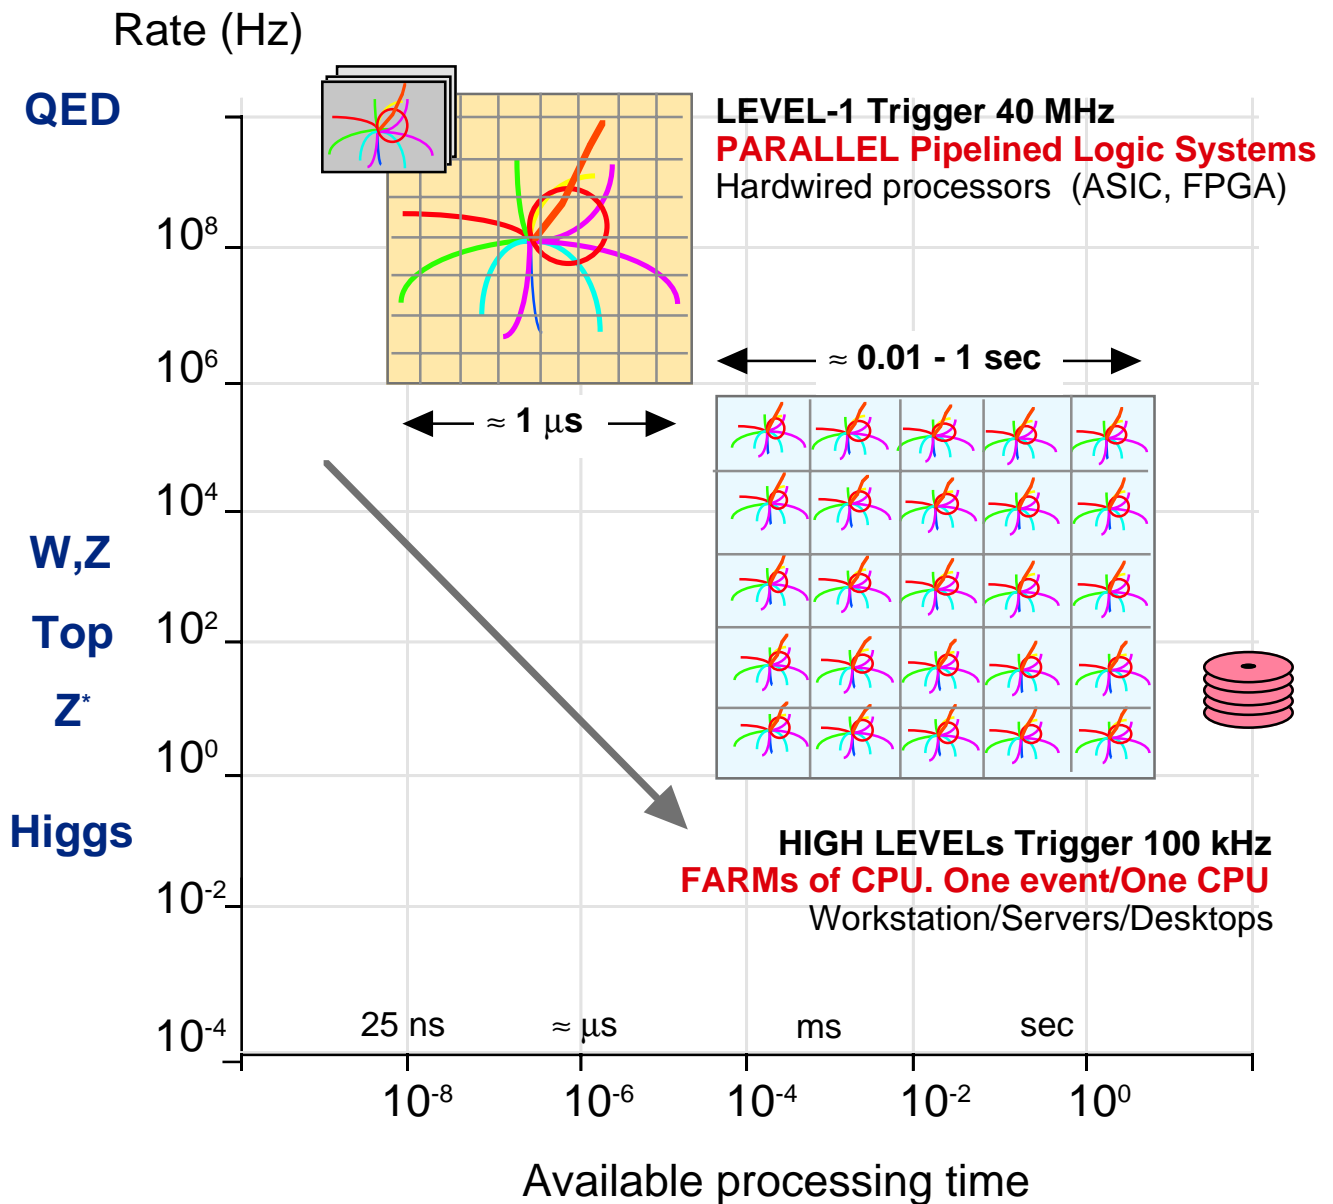 Rate (Hz)
QED
LEVEL-1 Trigger 40 MHz
PARALLEL Pipelined Logic Systems
Hardwired processors (ASIC, FPGA)
10⁸
10⁶
≈ 0.01 - 1 sec
≈ 1 μs
10⁴
W,Z
Top
10²
Z*
10⁰
Higgs
HIGH LEVELs Trigger 100 kHz
FARMs of CPU. One event/One CPU
Workstation/Servers/Desktops
10⁻²
10⁻⁴
25 ns
≈ μs
ms
sec
10⁻⁸
10⁻⁶
10⁻⁴
10⁻²
10⁰
Available processing time